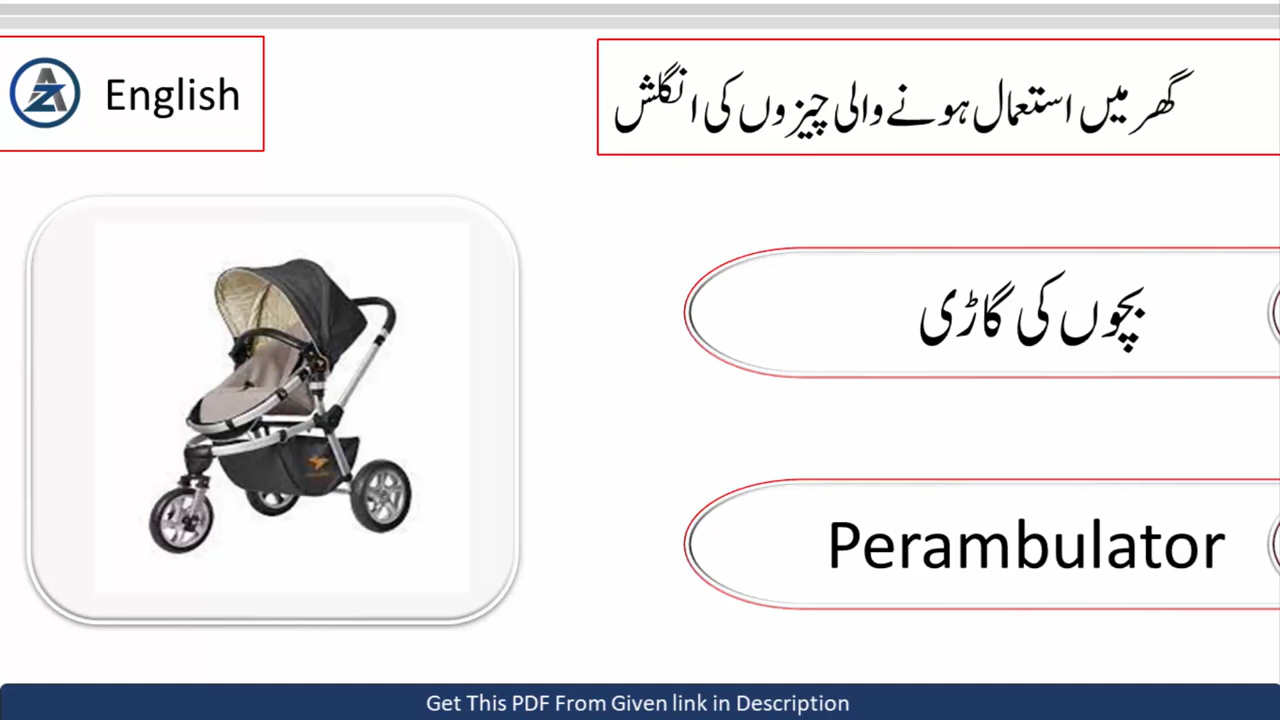 AZ English
گھر میں استعمال ہونے والی چیزوں کی انگلش
بچوں کی گاڑی
Perambulator
Get This PDF From Given link in Description